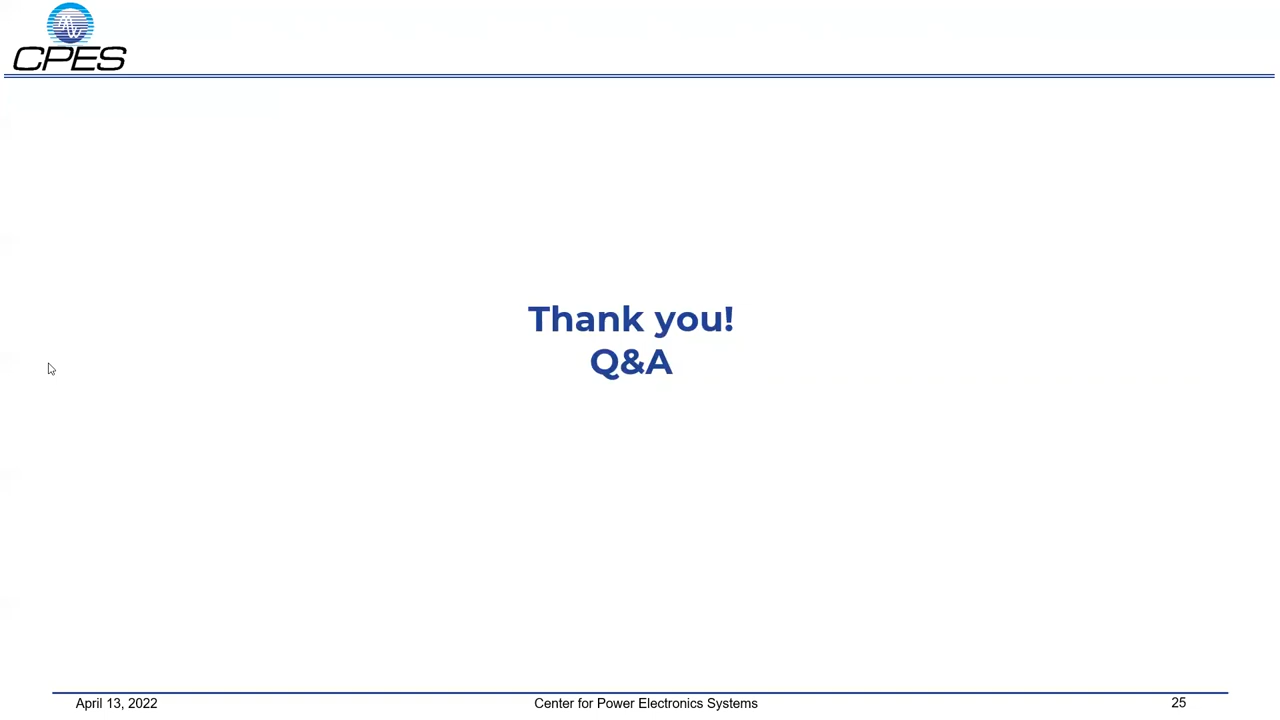 CPES
Thank you!
Q&A
April 13, 2022
Center for Power Electronics Systems
25